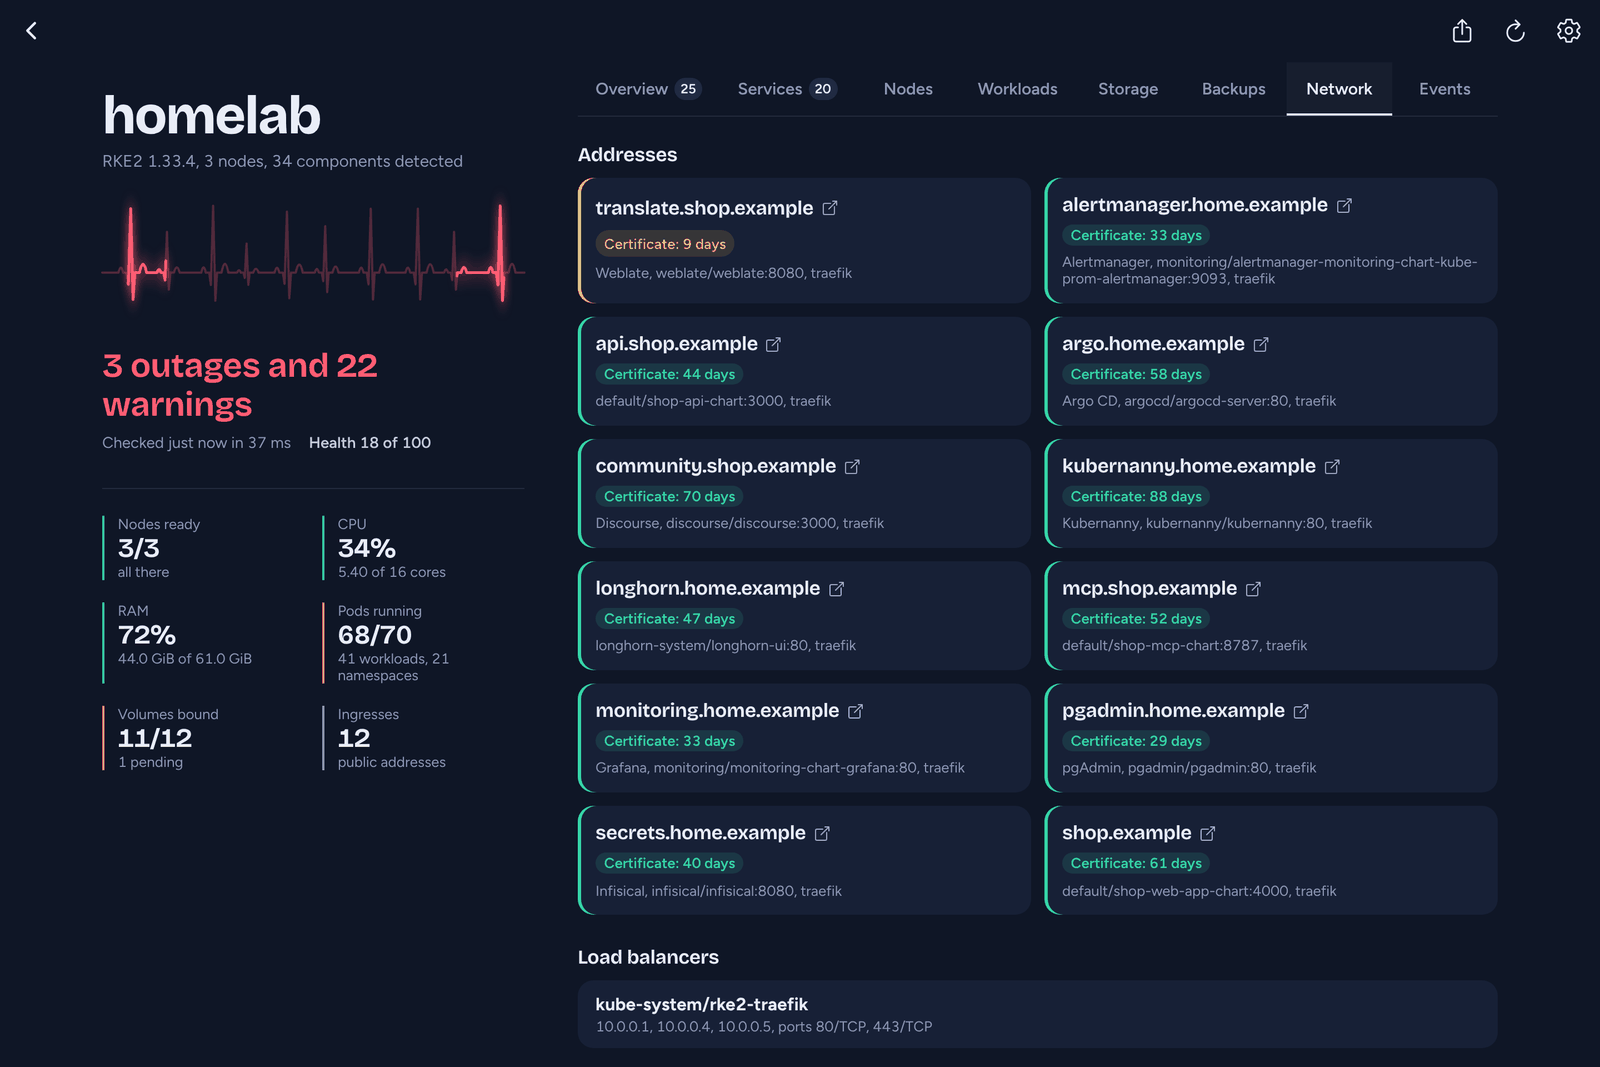 homelab
RKE2 1.33.4, 3 nodes, 34 components detected
3 outages and 22
warnings
Checked just now in 37 ms Health 18 of 100
Nodes ready
3/3
all there
CPU
34%
5.40 of 16 cores
RAM
72%
44.0 GiB of 61.0 GiB
Pods running
68/70
41 workloads, 21
namespaces
Volumes bound
11/12
1 pending
Ingresses
12
public addresses
Overview 25 Services 20 Nodes Workloads Storage Backups Network Events
Addresses
translate.shop.example
Certificate: 9 days
Weblate, weblate/weblate:8080, traefik
alertmanager.home.example
Certificate: 33 days
Alertmanager, monitoring/alertmanager-monitoring-chart-kube-
prom-alertmanager:9093, traefik
api.shop.example
Certificate: 44 days
default/shop-api-chart:3000, traefik
argo.home.example
Certificate: 58 days
Argo CD, argocd/argocd-server:80, traefik
community.shop.example
Certificate: 70 days
Discourse, discourse/discourse:3000, traefik
kubernanny.home.example
Certificate: 88 days
Kubernanny, kubernanny/kubernanny:80, traefik
longhorn.home.example
Certificate: 47 days
longhorn-system/longhorn-ui:80, traefik
mcp.shop.example
Certificate: 52 days
default/shop-mcp-chart:8787, traefik
monitoring.home.example
Certificate: 33 days
Grafana, monitoring/monitoring-chart-grafana:80, traefik
pgadmin.home.example
Certificate: 29 days
pgAdmin, pgadmin/pgadmin:80, traefik
secrets.home.example
Certificate: 40 days
Infisical, infisical/infisical:8080, traefik
shop.example
Certificate: 61 days
default/shop-web-app-chart:4000, traefik
Load balancers
kube-system/rke2-traefik
10.0.0.1, 10.0.0.4, 10.0.0.5, ports 80/TCP, 443/TCP